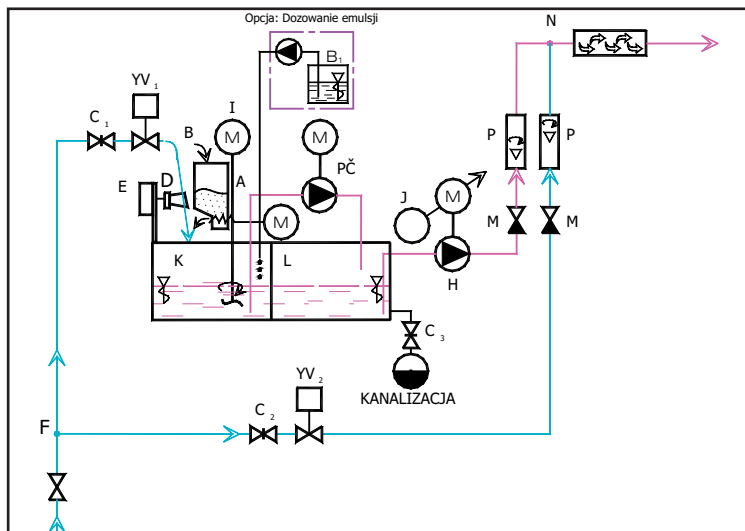 Opcja: Dozowanie emulsji
N
YV₁
B₁
C₁
I
M
B
M
P
P
E
D
A
PČ
J
M
M
M
M
K
L
H
C₃
YV₂
KANALIZACJA
C₂
F